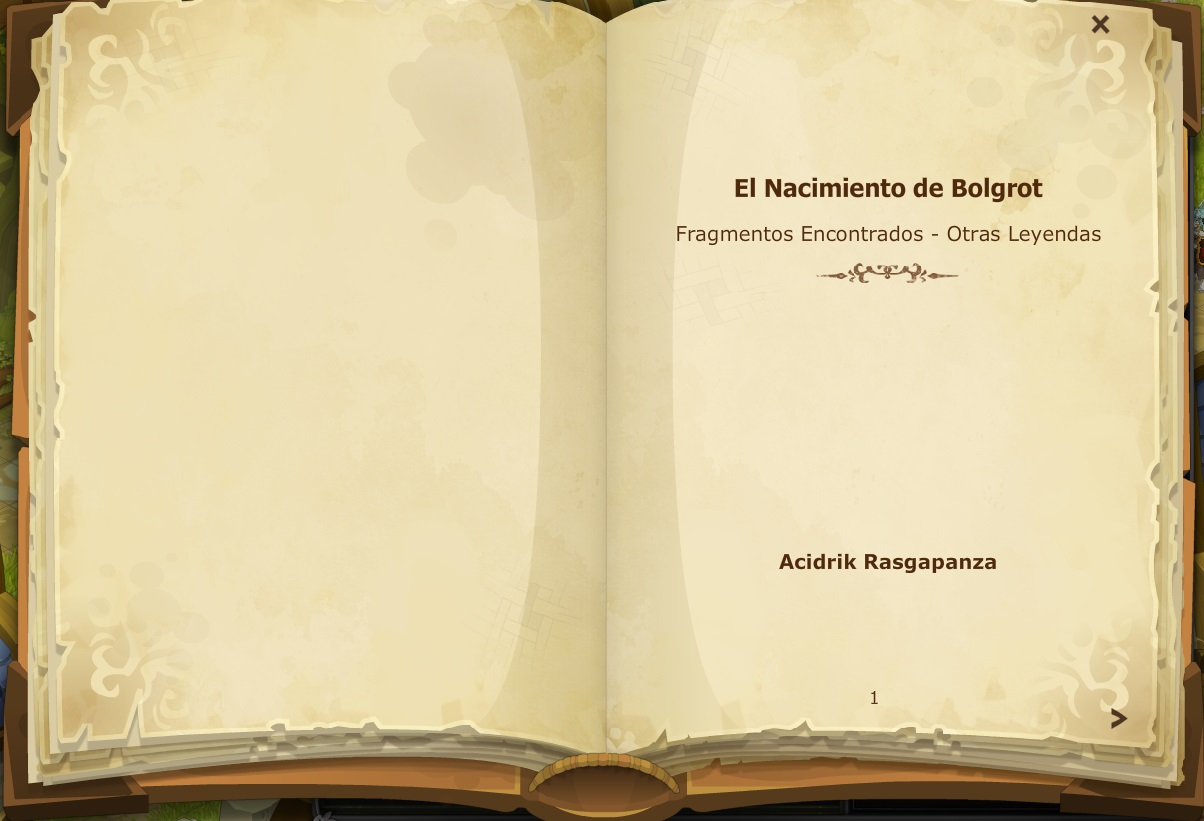 El Nacimiento de Bolgrot
Fragmentos Encontrados - Otras Leyendas
Acidrik Rasgapanza
1